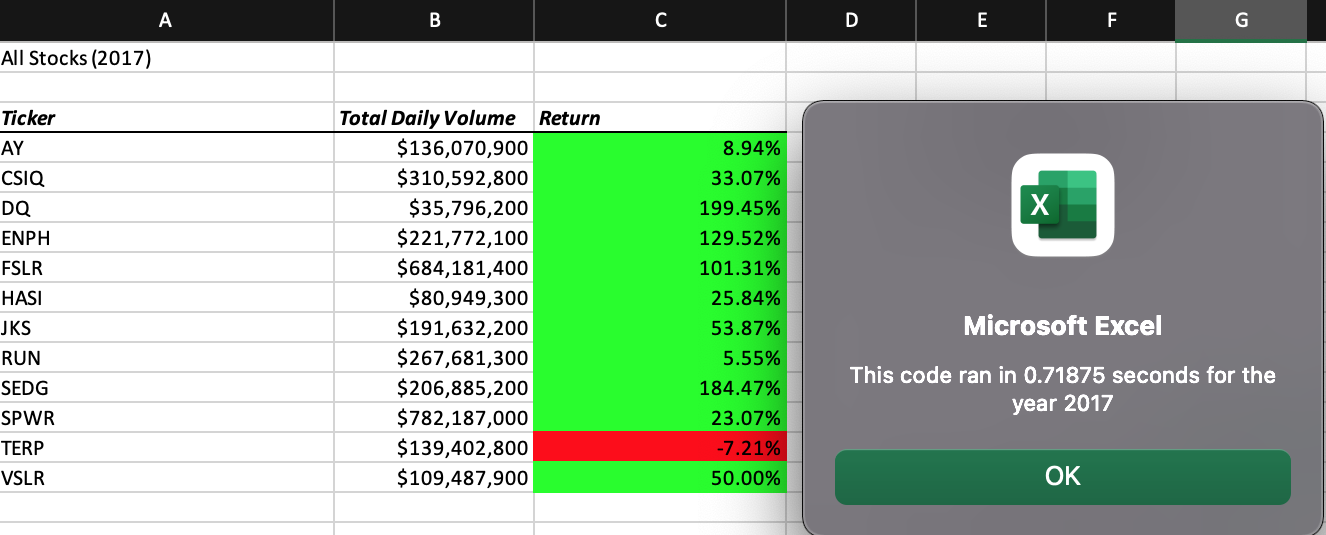 A B C D E F G
All Stocks (2017)
Ticker Total Daily Volume Return
AY $136,070,900 8.94%
CSIQ $310,592,800 33.07%
DQ $35,796,200 199.45%
ENPH $221,772,100 129.52%
FSLR $684,181,400 101.31%
HASI $80,949,300 25.84%
JKS $191,632,200 53.87%
RUN $267,681,300 5.55%
SEDG $206,885,200 184.47%
SPWR $782,187,000 23.07%
TERP $139,402,800 -7.21%
VSLR $109,487,900 50.00%
X
Microsoft Excel
This code ran in 0.71875 seconds for the
year 2017
OK